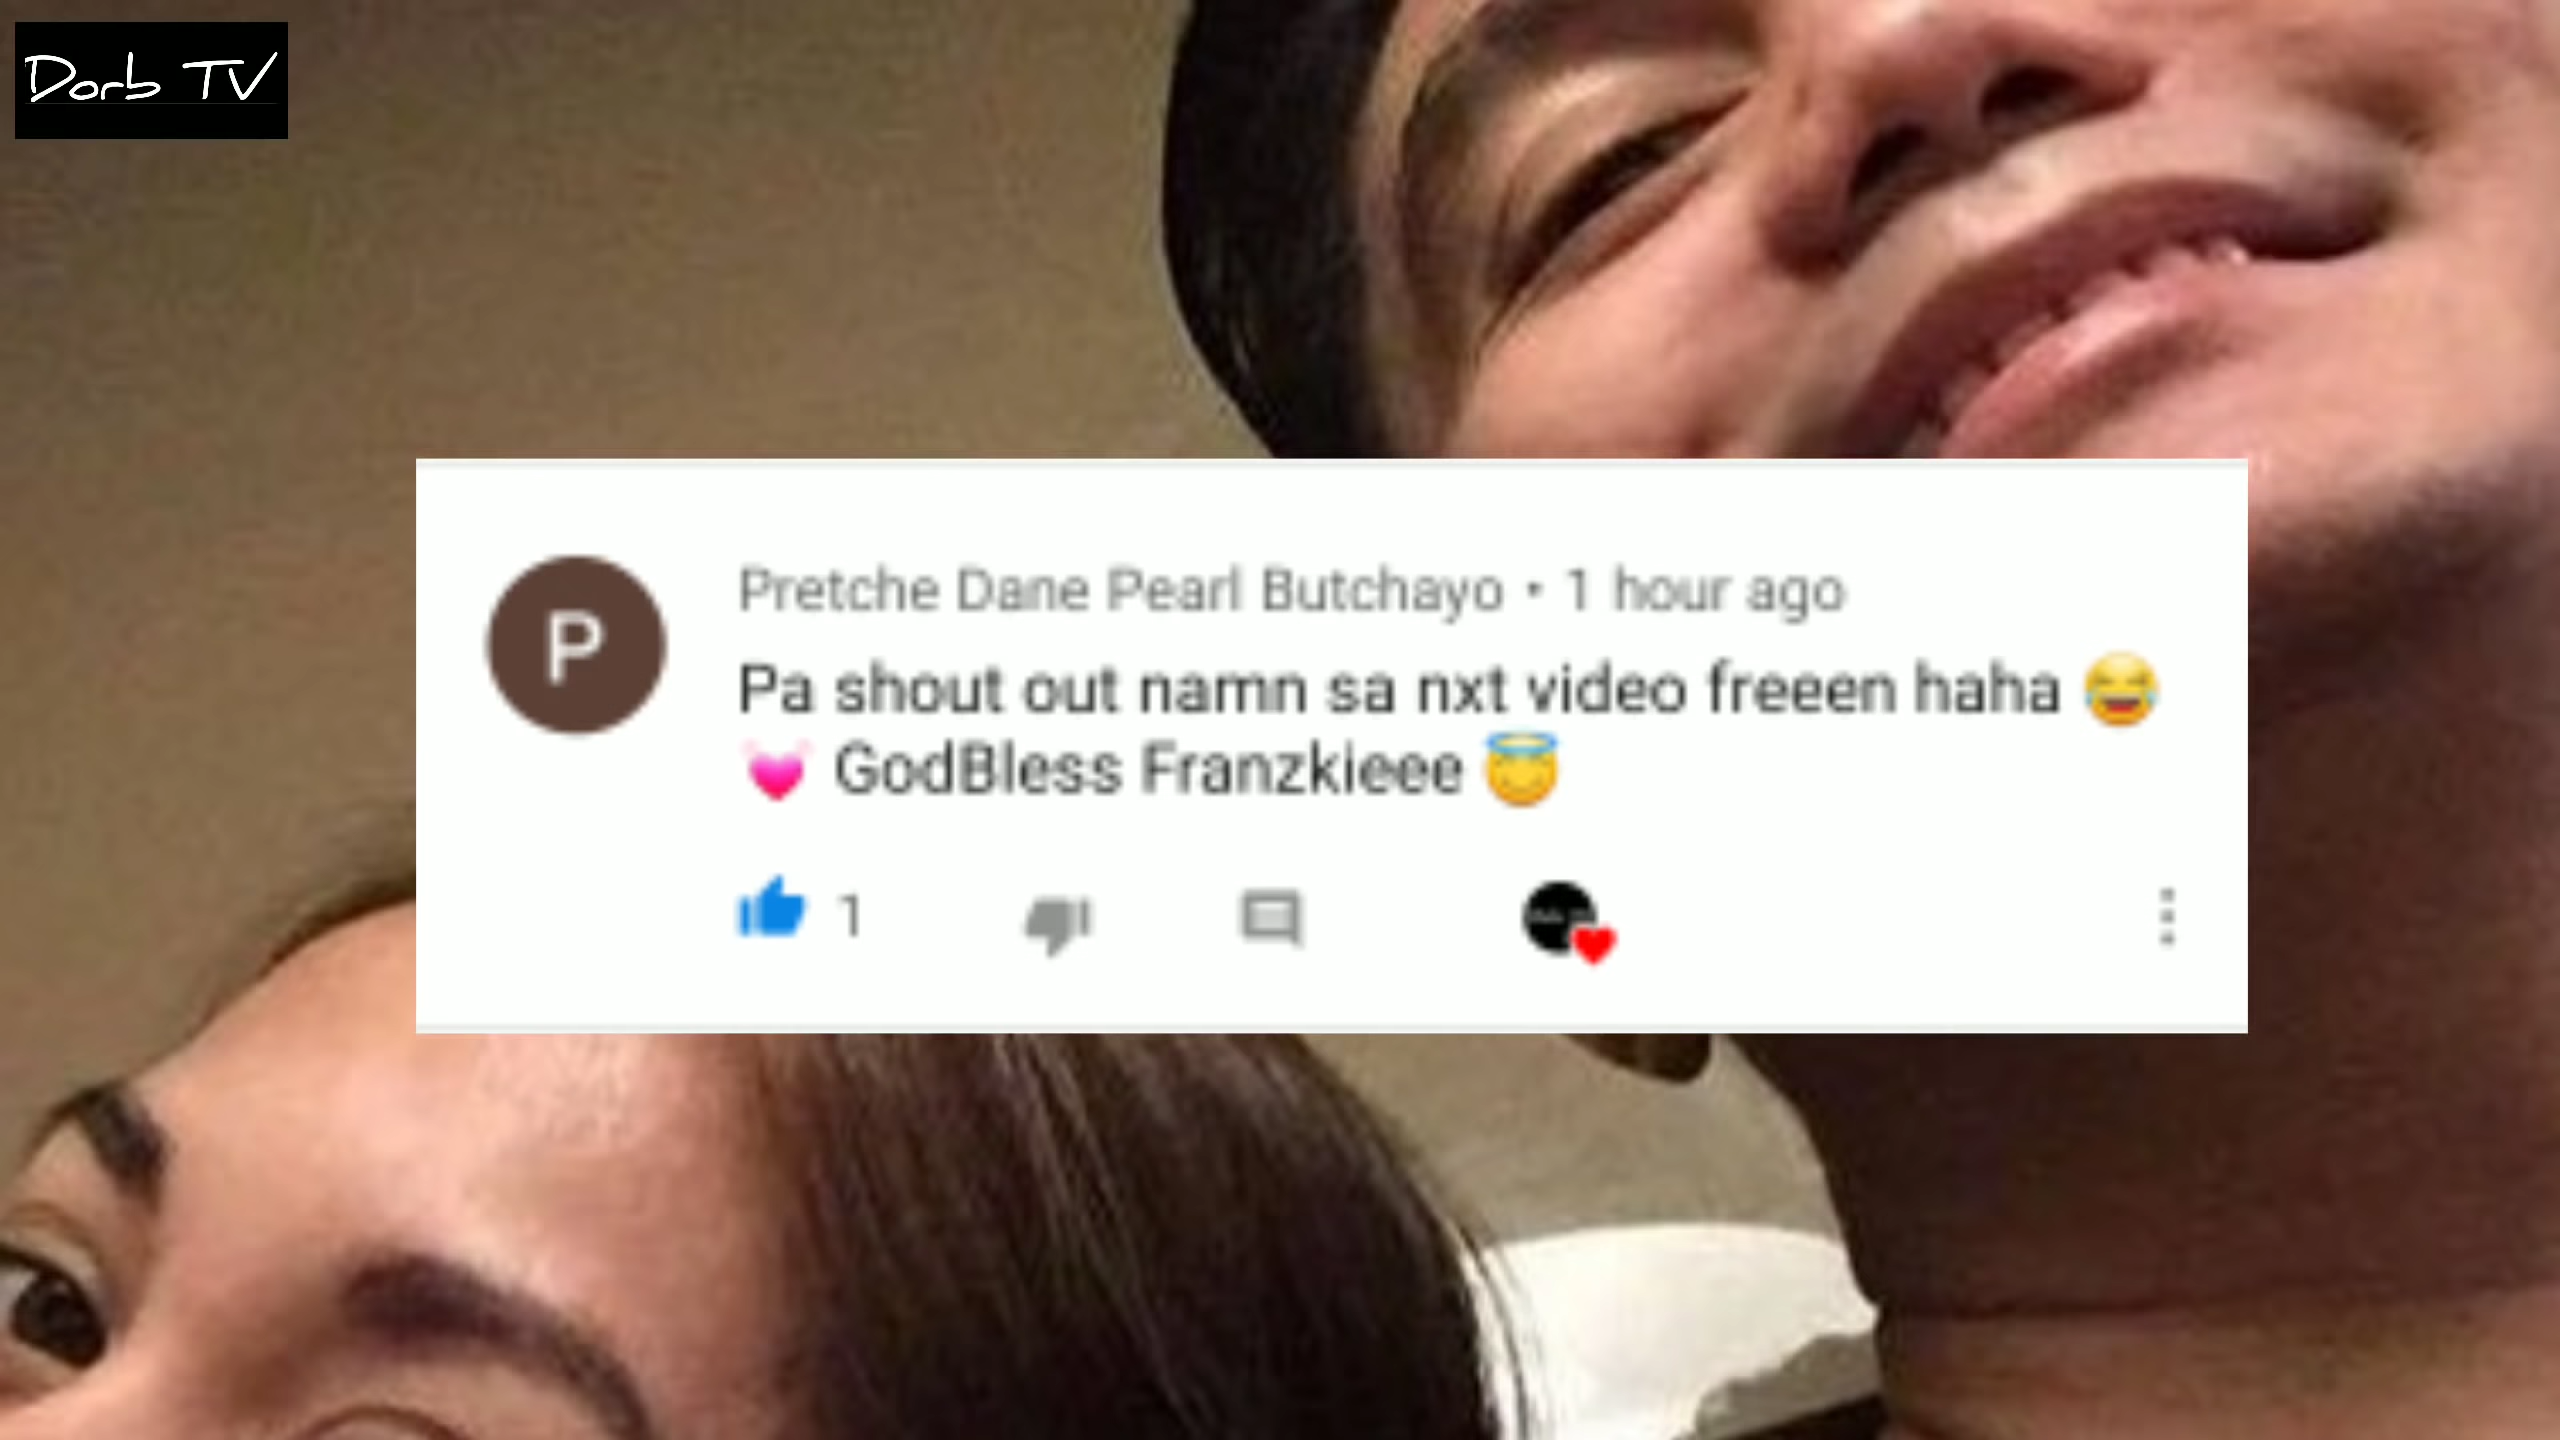 Dorb TV
Pretche Dane Pearl Butchayo • 1 hour ago
Pa shout out namn sa nxt video freeen haha 😂
💓 GodBless Franzkieee 😇
1
P